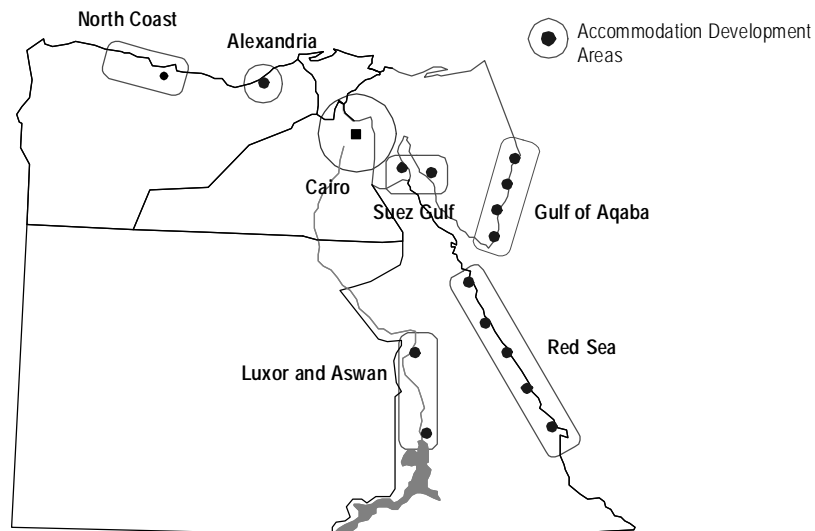 North Coast
Alexandria
Accommodation Development
Areas
Cairo
Suez Gulf
Gulf of Aqaba
Red Sea
Luxor and Aswan